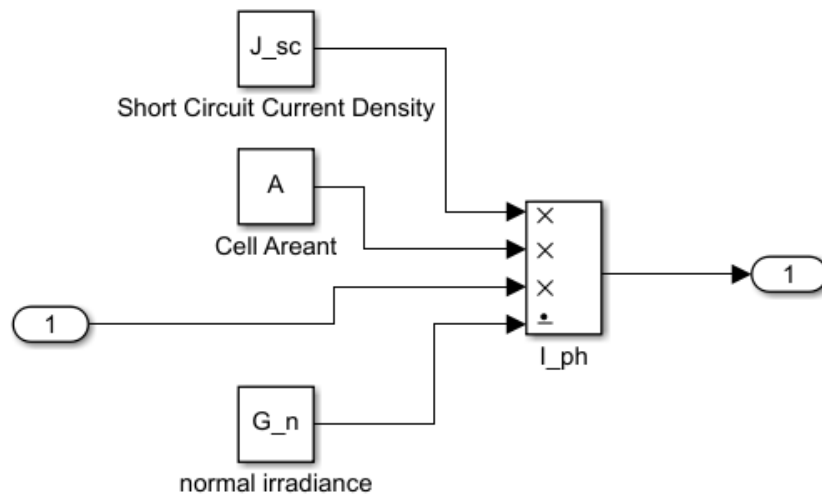 J_sc
Short Circuit Current Density
A
Cell Areant
1
G_n
normal irradiance
×
×
×
÷
I_ph
1